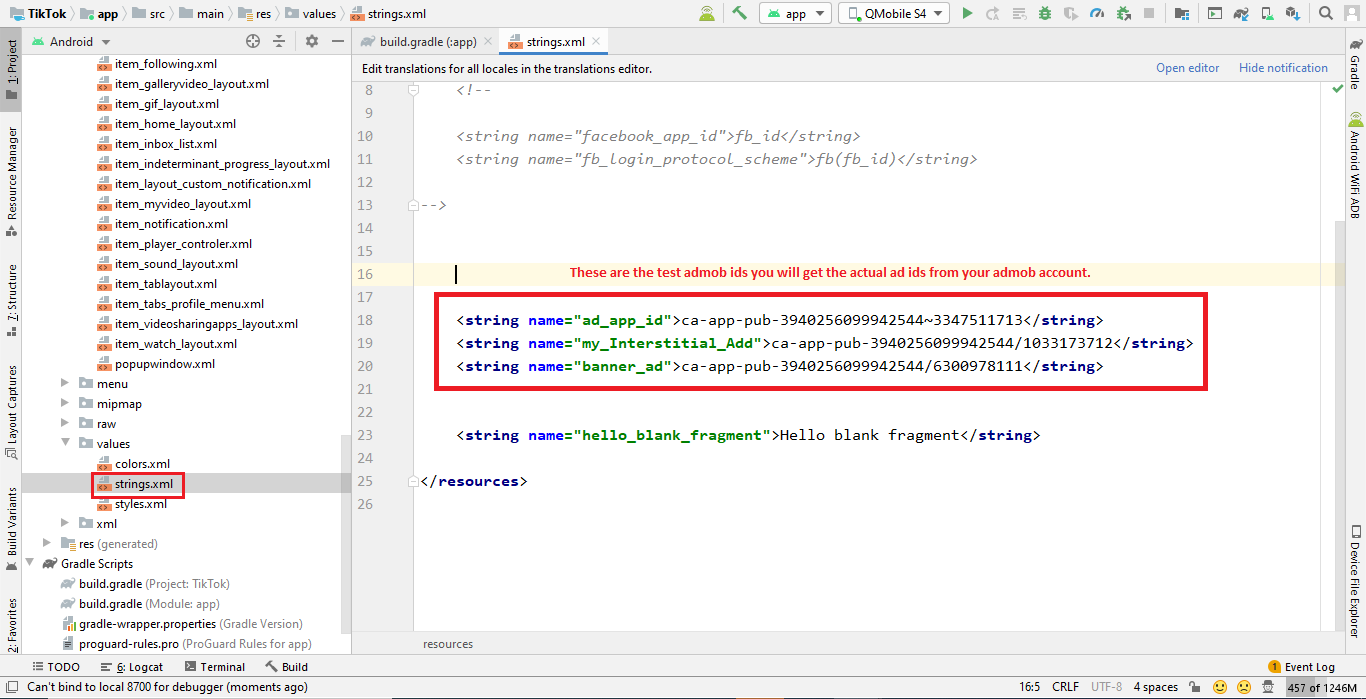 TikTok app src main res values strings.xml app QMobile S4
1: Project
Resource Manager
Z: Structure
Layout Captures
Build Variants
2: Favorites
Android
item_following.xml
item_galleryvideo_layout.xml
item_gif_layout.xml
item_home_layout.xml
item_inbox_list.xml
item_indeterminant_progress_layout.xml
item_layout_custom_notification.xml
item_myvideo_layout.xml
item_notification.xml
item_player_controler.xml
item_sound_layout.xml
item_tablayout.xml
item_tabs_profile_menu.xml
item_videosharingapps_layout.xml
item_watch_layout.xml
popupwindow.xml
menu
mipmap
raw
values
colors.xml
strings.xml
styles.xml
xml
res (generated)
Gradle Scripts
build.gradle (Project: TikTok)
build.gradle (Module: app)
gradle-wrapper.properties (Gradle Version)
proguard-rules.pro (ProGuard Rules for app)
build.gradle (:app) strings.xml
Edit translations for all locales in the translations editor. Open editor Hide notification
8 <!--
9
10 <string name="facebook_app_id">fb_id</string>
11 <string name="fb_login_protocol_scheme">fb(fb_id)</string>
12
13 -->
14
15
16 These are the test admob ids you will get the actual ad ids from your admob account.
17
18 <string name="ad_app_id">ca-app-pub-3940256099942544~3347511713</string>
19 <string name="my_Interstitial_Add">ca-app-pub-3940256099942544/1033173712</string>
20 <string name="banner_ad">ca-app-pub-3940256099942544/6300978111</string>
21
22
23 <string name="hello_blank_fragment">Hello blank fragment</string>
24
25 </resources>
26
resources
Gradle
Android WiFi ADB
Device File Explorer
TODO 6: Logcat Terminal Build 1 Event Log
Can't bind to local 8700 for debugger (moments ago) 16:5 CRLF UTF-8 4 spaces 457 of 1246M